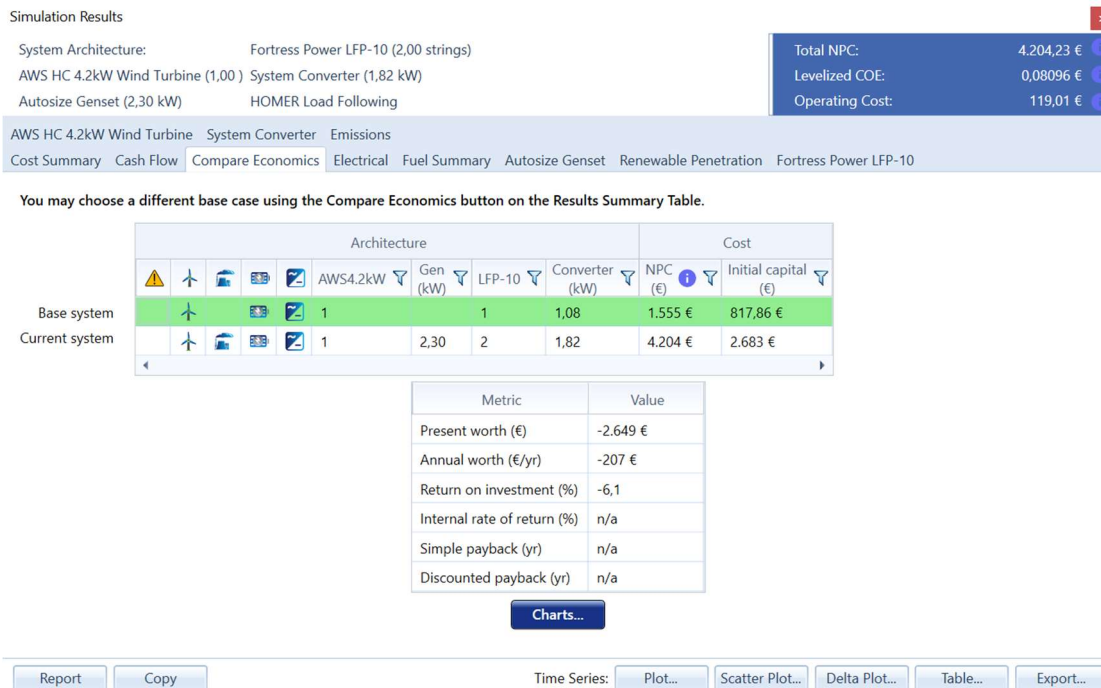 Simulation Results
System Architecture: Fortress Power LFP-10 (2,00 strings)
AWS HC 4.2kW Wind Turbine (1,00 ) System Converter (1,82 kW)
Autosize Genset (2,30 kW) HOMER Load Following
Total NPC: 4.204,23 €
Levelized COE: 0,08096 €
Operating Cost: 119,01 €
AWS HC 4.2kW Wind Turbine System Converter Emissions
Cost Summary Cash Flow Compare Economics Electrical Fuel Summary Autosize Genset Renewable Penetration Fortress Power LFP-10
You may choose a different base case using the Compare Economics button on the Results Summary Table.
Architecture Cost
AWS4.2kW Gen (kW) LFP-10 Converter (kW) NPC (€) Initial capital (€)
Base system 1 1 1,08 1.555 € 817,86 €
Current system 1 2,30 2 1,82 4.204 € 2.683 €
Metric Value
Present worth (€) -2.649 €
Annual worth (€/yr) -207 €
Return on investment (%) -6,1
Internal rate of return (%) n/a
Simple payback (yr) n/a
Discounted payback (yr) n/a
Charts...
Report Copy Time Series: Plot... Scatter Plot... Delta Plot... Table... Export...